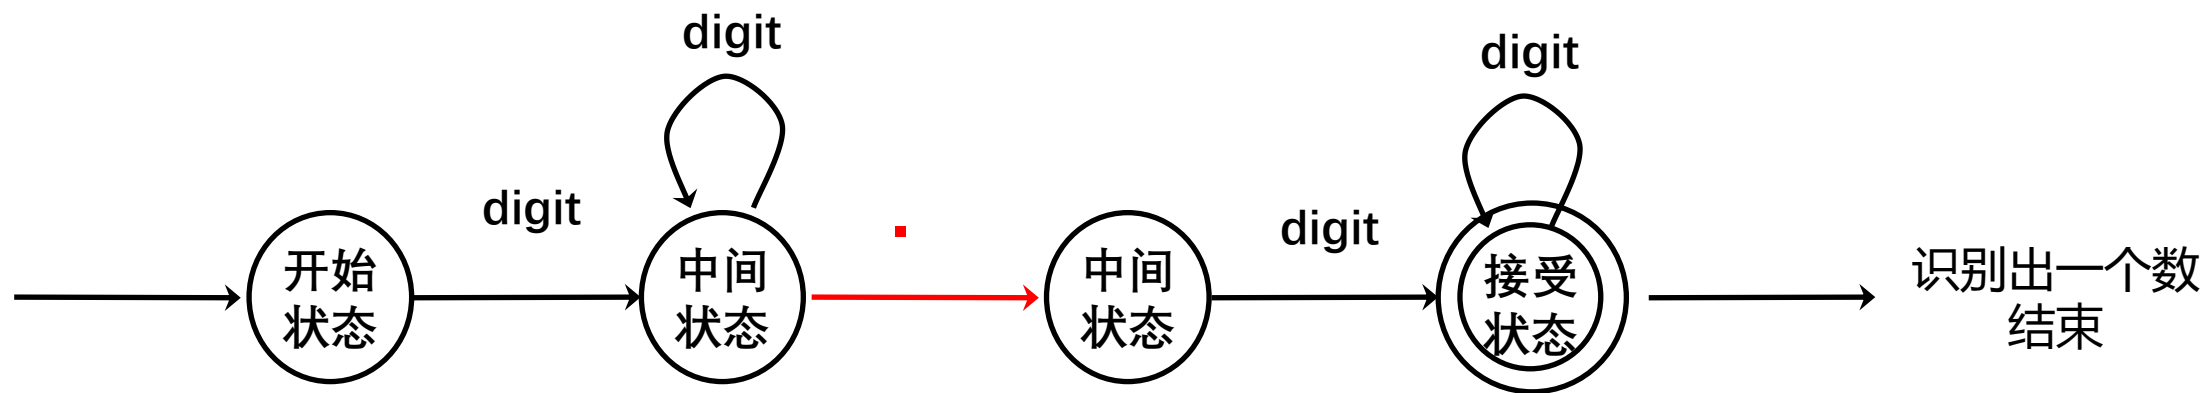 digit
digit
digit
.
digit
开始
状态
中间
状态
中间
状态
接受
状态
识别出一个数
结束